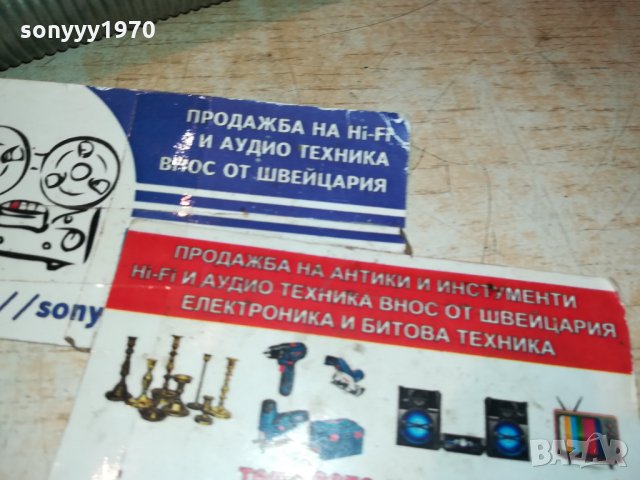 sonyyy1970
ПРОДАЖБА НА Hi-Fi
И АУДИО ТЕХНИКА
ВНОС ОТ ШВЕЙЦАРИЯ
//sony
ПРОДАЖБА НА АНТИКИ И ИНСТУМЕНТИ
Hi-Fi И АУДИО ТЕХНИКА ВНОС ОТ ШВЕЙЦАРИЯ
ЕЛЕКТРОНИКА И БИТОВА ТЕХНИКА
BAZAR